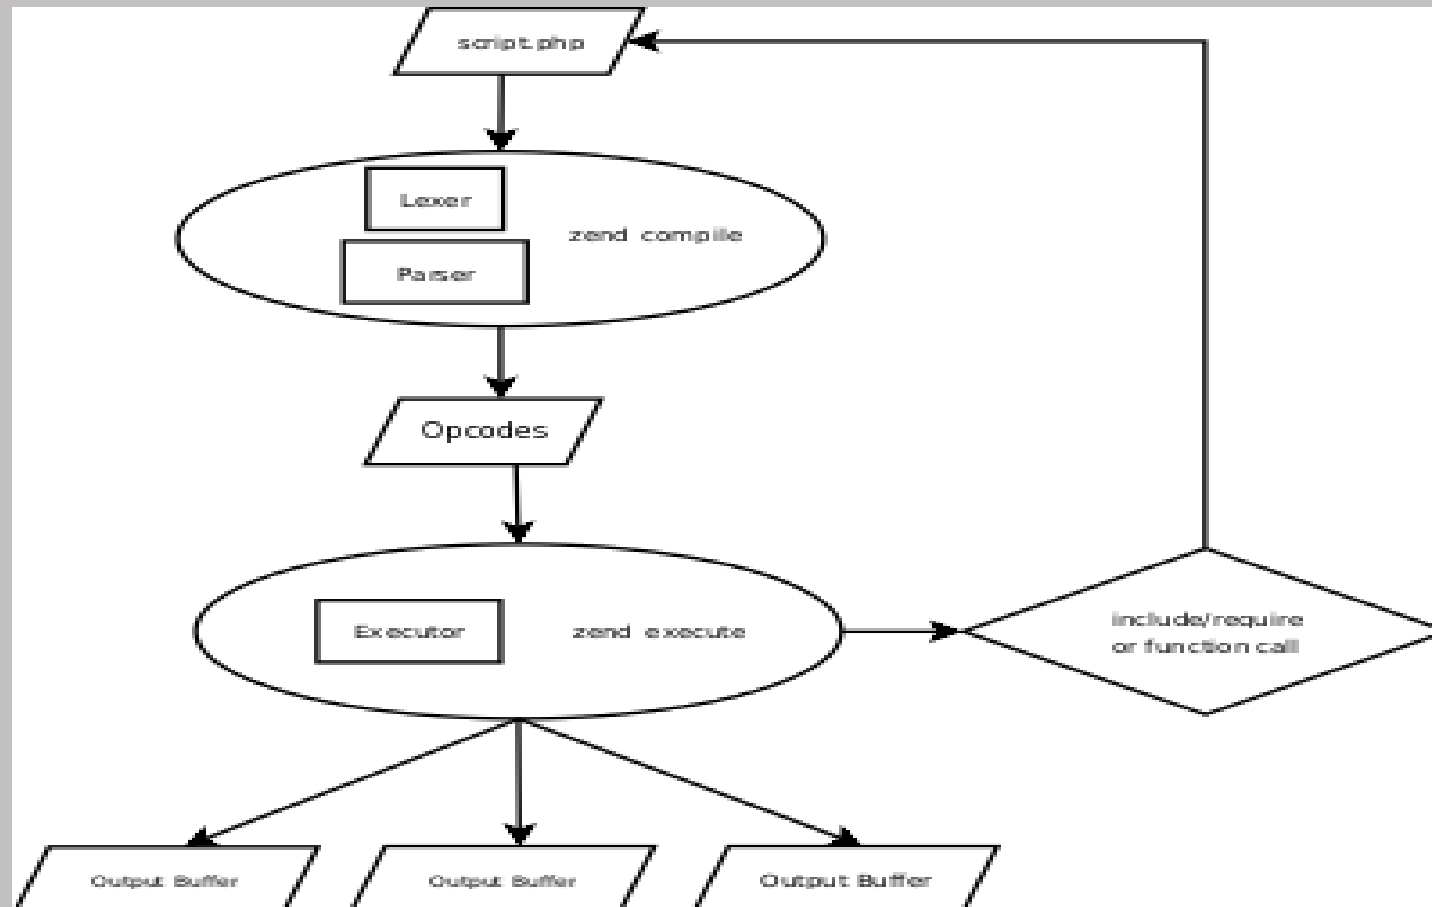 script.php
Lexer
zend compile
Parser
Opcodes
Executor
zend execute
include/require
or function call
Output Buffer
Output Buffer
Output Buffer